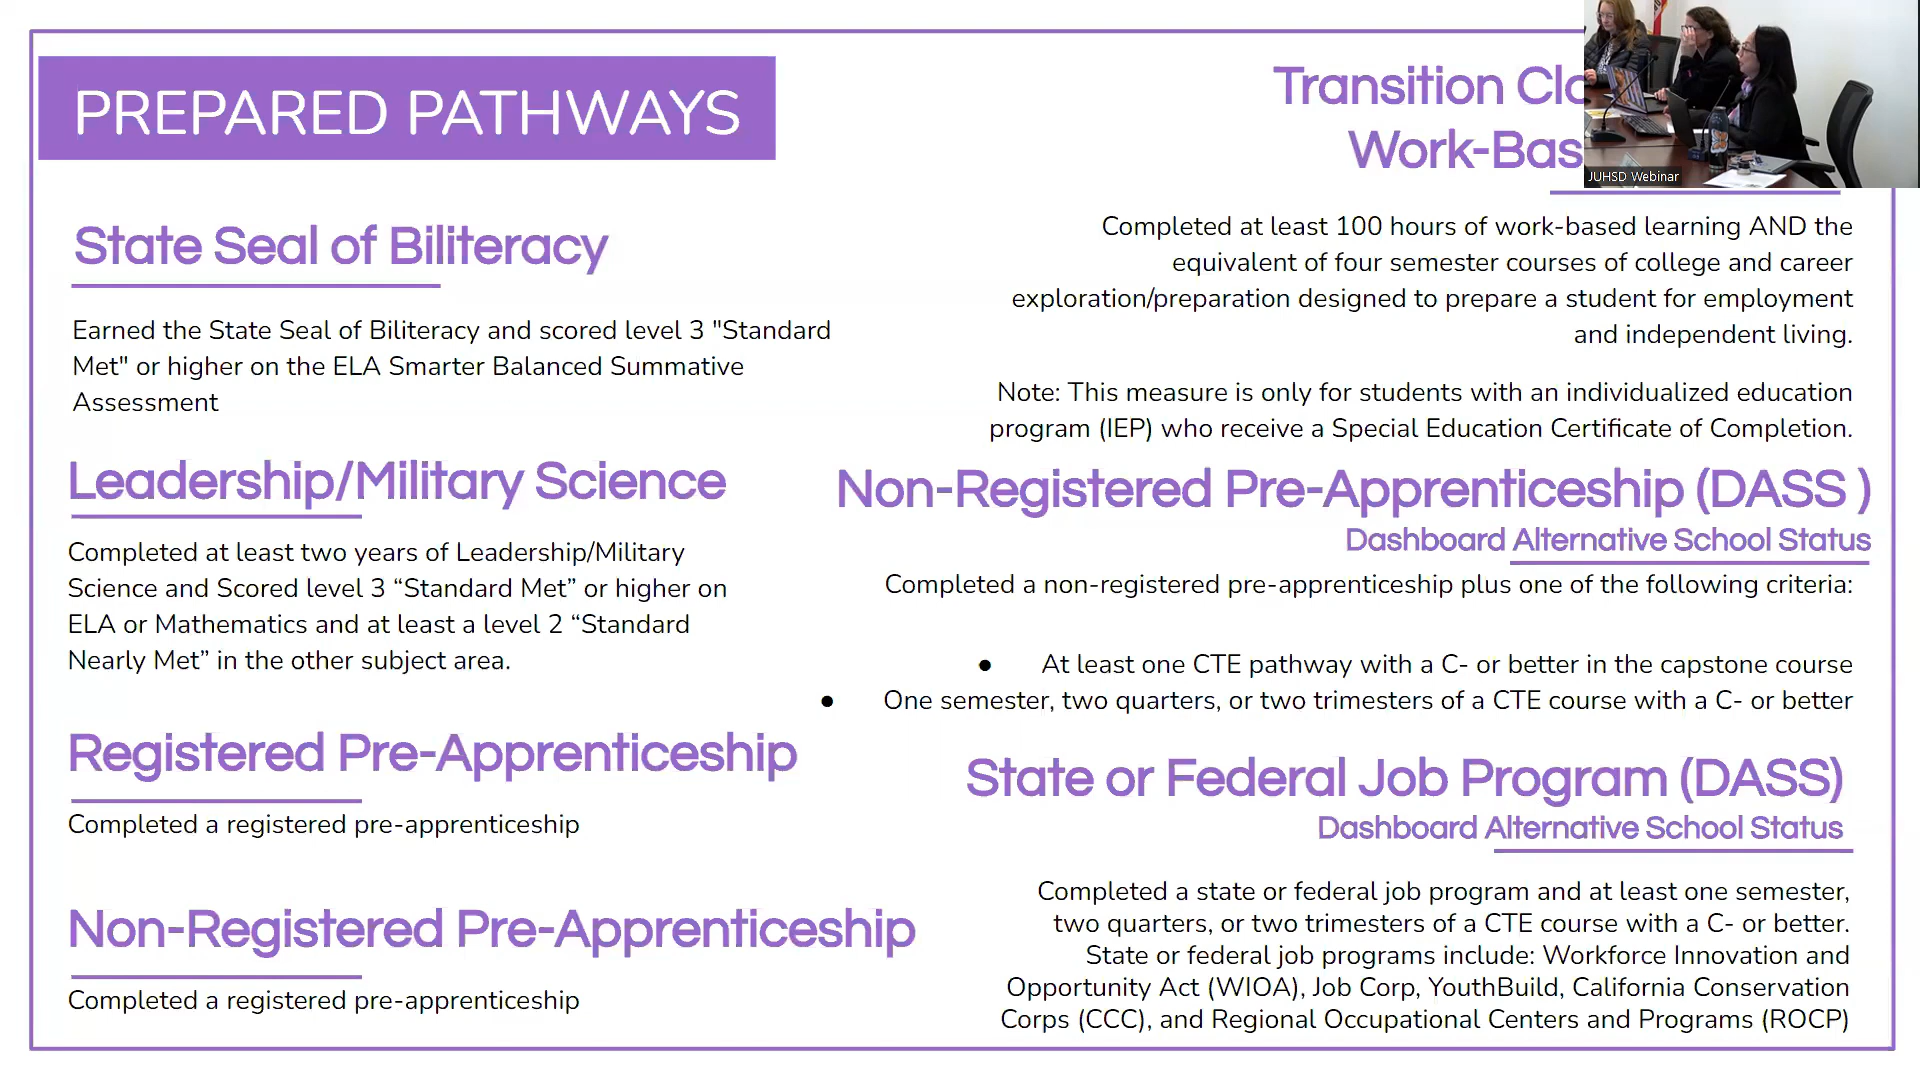 PREPARED PATHWAYS
State Seal of Biliteracy
Earned the State Seal of Biliteracy and scored level 3 "Standard
Met" or higher on the ELA Smarter Balanced Summative
Assessment
Leadership/Military Science
Completed at least two years of Leadership/Military
Science and Scored level 3 “Standard Met” or higher on
ELA or Mathematics and at least a level 2 “Standard
Nearly Met” in the other subject area.
Registered Pre-Apprenticeship
Completed a registered pre-apprenticeship
Non-Registered Pre-Apprenticeship
Completed a registered pre-apprenticeship
Transition
Work-Bas
JUHSD Webinar
Completed at least 100 hours of work-based learning AND the
equivalent of four semester courses of college and career
exploration/preparation designed to prepare a student for employment
and independent living.
Note: This measure is only for students with an individualized education
program (IEP) who receive a Special Education Certificate of Completion.
Non-Registered Pre-Apprenticeship (DASS )
Dashboard Alternative School Status
Completed a non-registered pre-apprenticeship plus one of the following criteria:
● At least one CTE pathway with a C- or better in the capstone course
● One semester, two quarters, or two trimesters of a CTE course with a C- or better
State or Federal Job Program (DASS)
Dashboard Alternative School Status
Completed a state or federal job program and at least one semester,
two quarters, or two trimesters of a CTE course with a C- or better.
State or federal job programs include: Workforce Innovation and
Opportunity Act (WIOA), Job Corp, YouthBuild, California Conservation
Corps (CCC), and Regional Occupational Centers and Programs (ROCP)